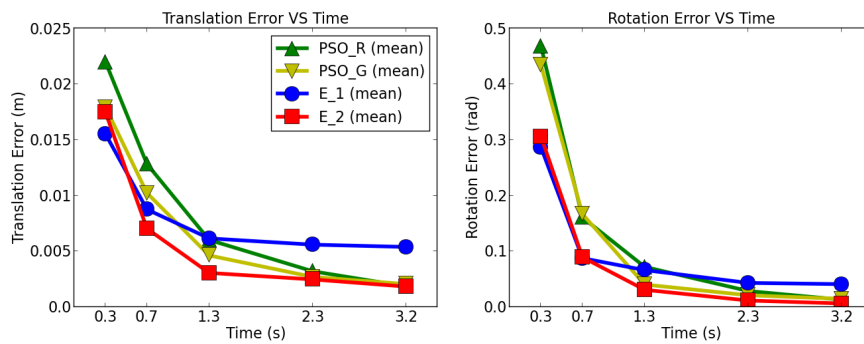 Translation Error VS Time
0.025
0.020
0.015
0.010
0.005
0.0
Translation Error (m)
PSO_R (mean)
PSO_G (mean)
E_1 (mean)
E_2 (mean)
0.3 0.7 1.3 2.3 3.2
Time (s)
Rotation Error VS Time
0.5
0.4
0.3
0.2
0.1
0.0
Rotation Error (rad)
0.3 0.7 1.3 2.3 3.2
Time (s)